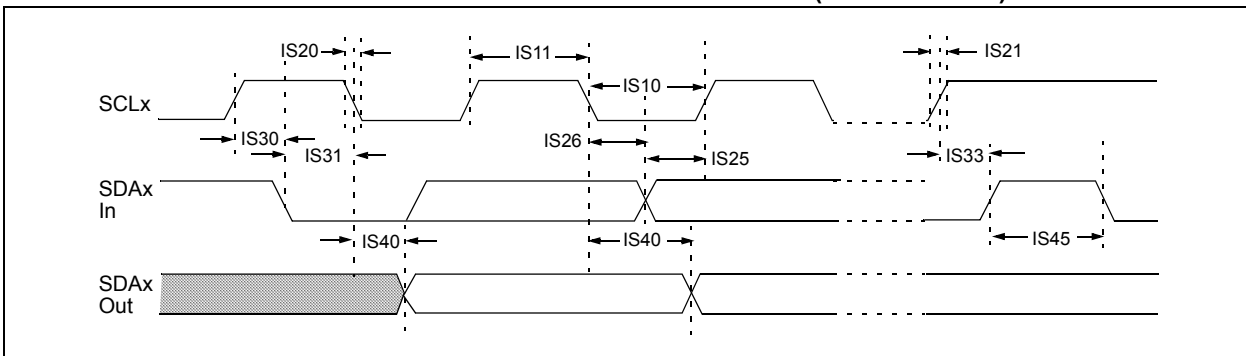 IS20
IS11
IS21
IS10
SCLx
IS30
IS26
IS31
IS25
IS33
SDAx
In
IS40
IS40
IS45
SDAx
Out